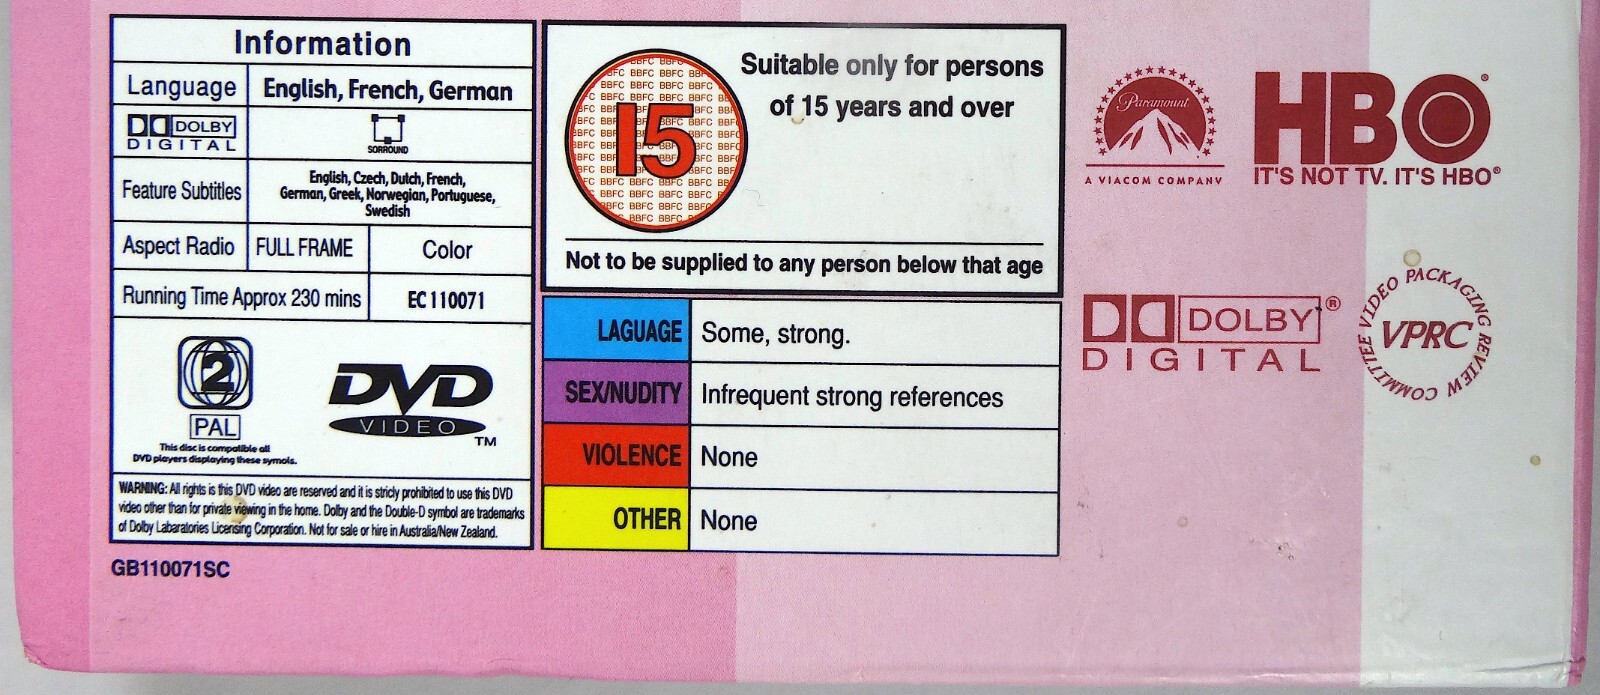 Information
Language
English, French, German
DOLBY
DIGITAL
SORROUND
Feature Subtitles
English, Czech, Dutch, French,
German, Greek, Norwegian, Portuguese,
Swedish
Aspect Radio
FULL FRAME
Color
Running Time Approx 230 mins
EC 110071
2
PAL
This disc is compatible all
DVD players displaying these symols.
DVD
VIDEO
TM
WARNING: All rights is this DVD video are reserved and it is stricly prohibited to use this DVD
video other than for private viewing in the home. Dolby and the Double-D symbol are trademarks
of Dolby Labaratories Licensing Corporation. Not for sale or hire in Australia/New Zealand.
GB110071SC
15
Suitable only for persons
of 15 years and over
Not to be supplied to any person below that age
LAGUAGE
Some, strong.
SEX/NUDITY
Infrequent strong references
VIOLENCE
None
OTHER
None
Paramount
A VIACOM COMPANY
HBO®
IT'S NOT TV. IT'S HBO®
DOLBY®
DIGITAL
VIDEO PACKAGING REVIEW COMMITTEE
VPRC